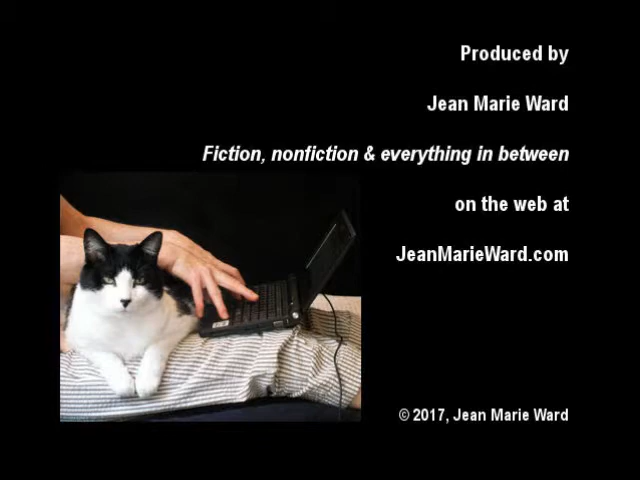 Produced by
Jean Marie Ward
Fiction, nonfiction & everything in between
on the web at
JeanMarieWard.com
© 2017, Jean Marie Ward